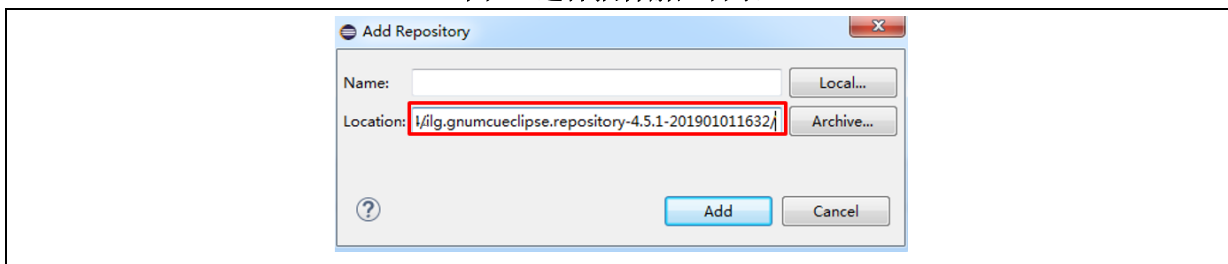 Add Repository
Name:
Local...
Location: /ilg.gnumcueclipse.repository-4.5.1-201901011632/
Archive...
?
Add
Cancel